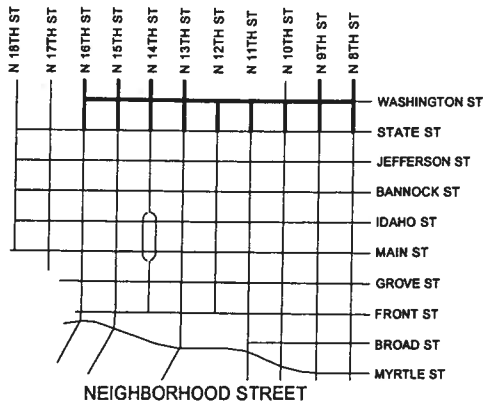 N 18TH ST
N 17TH ST
N 16TH ST
N 15TH ST
N 14TH ST
N 13TH ST
N 12TH ST
N 11TH ST
N 10TH ST
N 9TH ST
N 8TH ST
WASHINGTON ST
STATE ST
JEFFERSON ST
BANNOCK ST
IDAHO ST
MAIN ST
GROVE ST
FRONT ST
BROAD ST
MYRTLE ST
NEIGHBORHOOD STREET